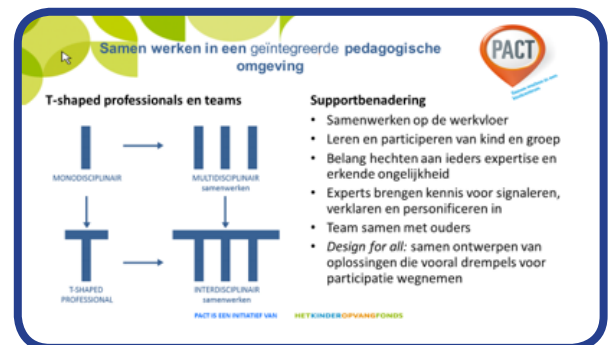 Samen werken in een geïntegreerde pedagogische
omgeving
PACT
T-shaped professionals en teams
MONODISCIPLINAIR
MULTIDISCIPLINAIR
samenwerken
T-SHAPED
PROFESSIONAL
INTERDISCIPLINAIR
samenwerken
Supportbenadering
• Samenwerken op de werkvloer
• Leren en participeren van kind en groep
• Belang hechten aan ieders expertise en
erkende ongelijkheid
• Experts brengen kennis voor signaleren,
verklaren en personificeren in
• Team samen met ouders
• Design for all: samen ontwerpen van
oplossingen die vooral drempels voor
participatie wegnemen
PACT IS EEN INITIATIEF VAN HETKINDEROPVANGFONDS